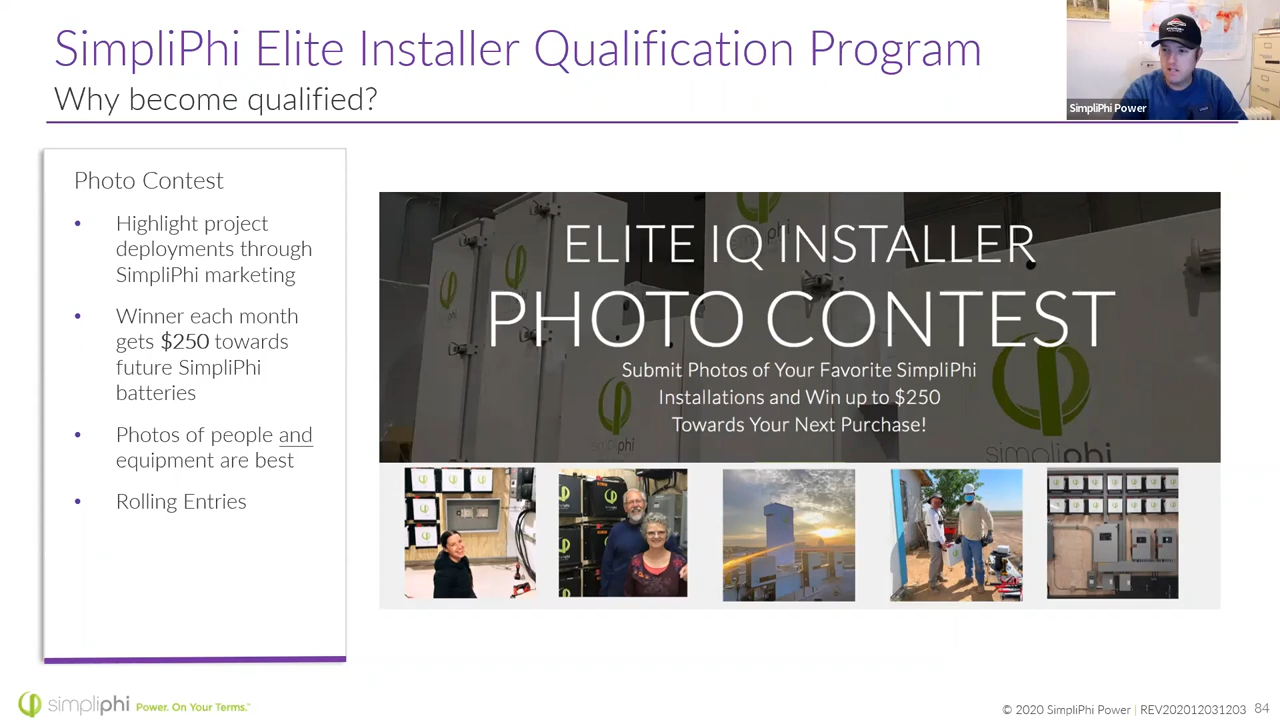 SimpliPhi Elite Installer Qualification Program
Why become qualified?
SimpliPhi Power
Photo Contest
• Highlight project
deployments through
SimpliPhi marketing
• Winner each month
gets $250 towards
future SimpliPhi
batteries
• Photos of people and
equipment are best
• Rolling Entries
ELITE IQ INSTALLER
PHOTO CONTEST
Submit Photos of Your Favorite SimpliPhi
Installations and Win up to $250
Towards Your Next Purchase!
simpliphi
simpliphi
simpliphi Power. On Your Terms.™
© 2020 SimpliPhi Power | REV202012031203 84